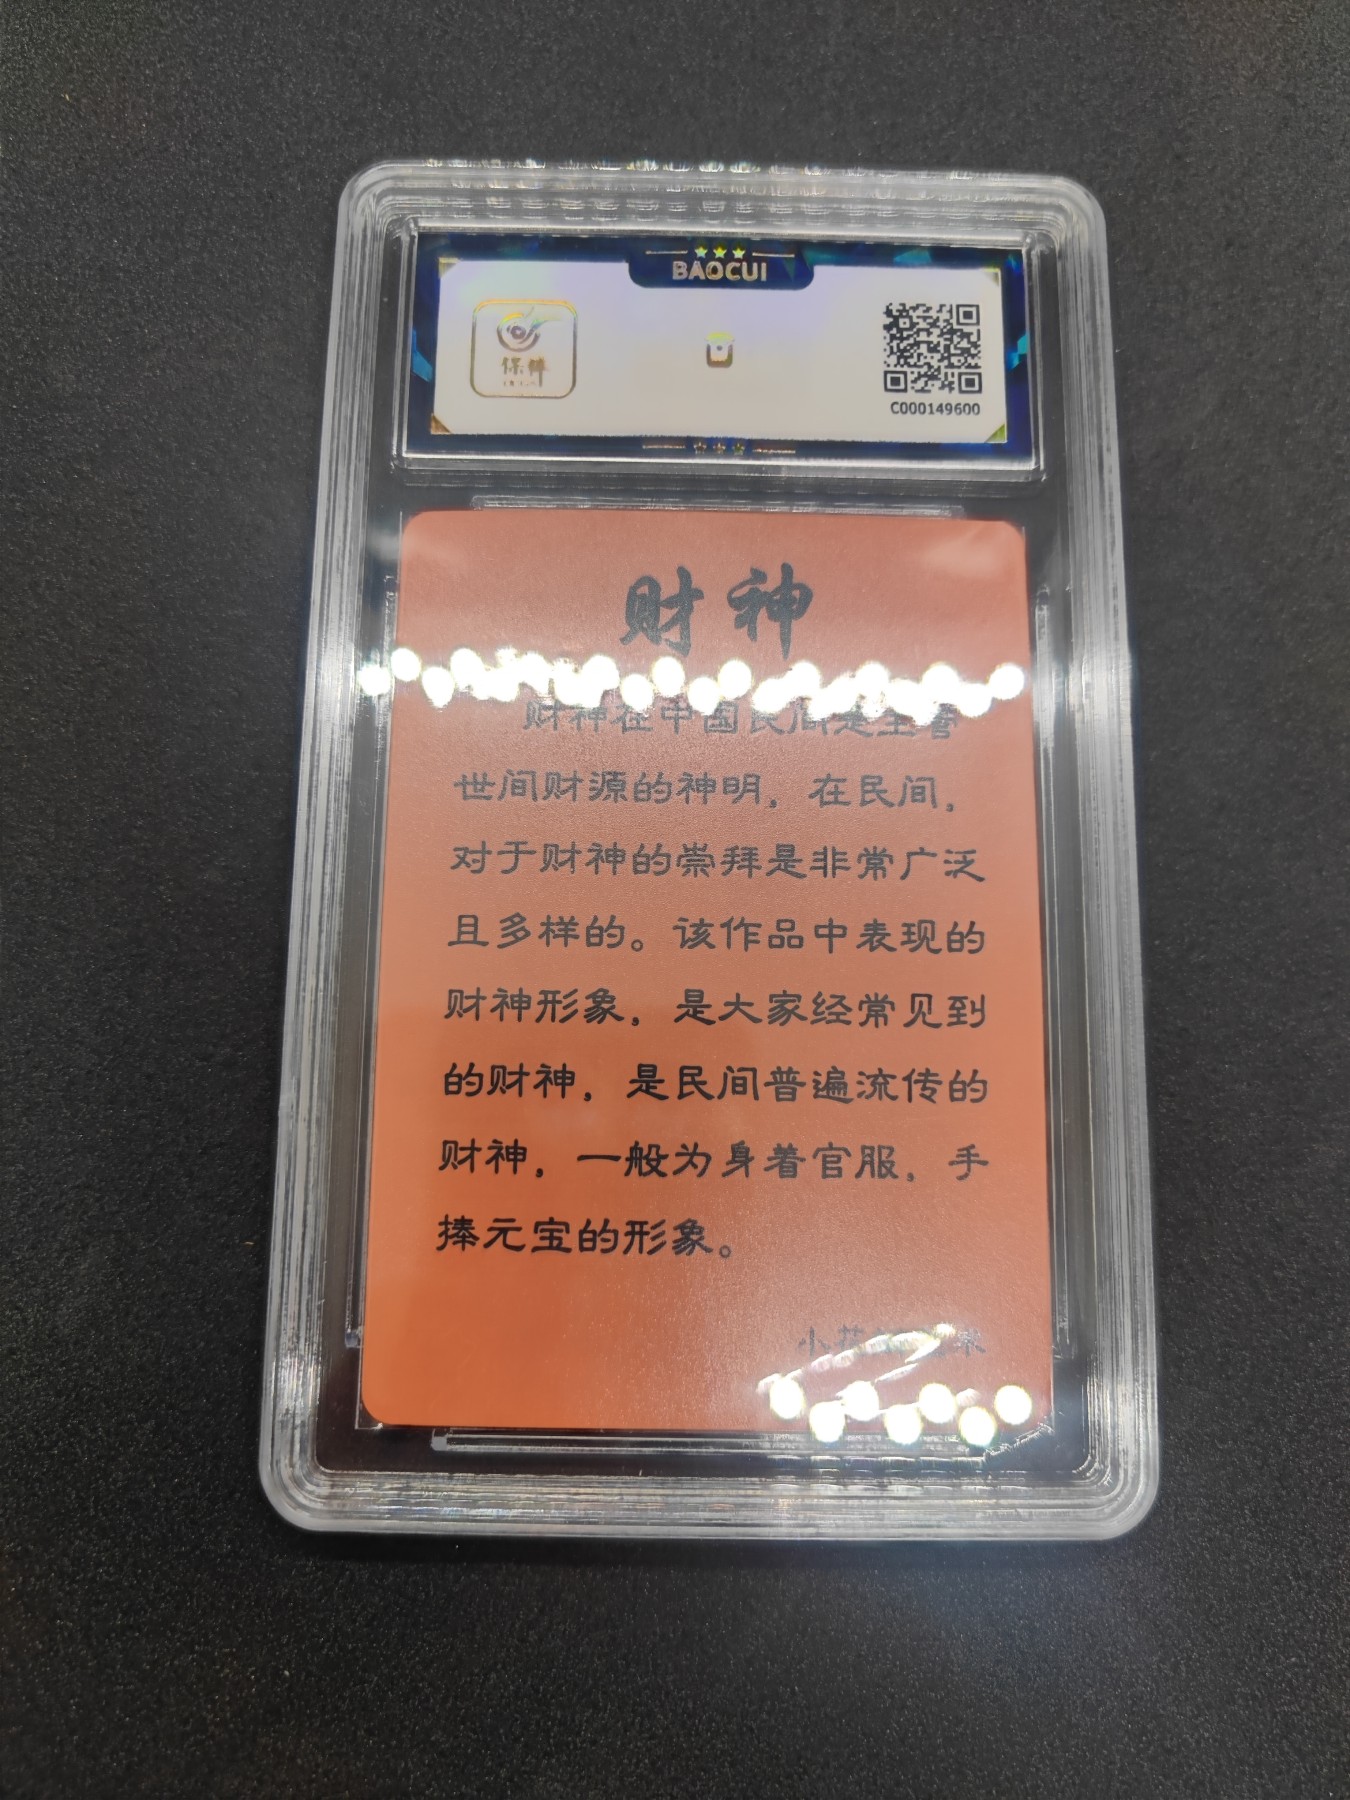 BAOCUI
保粹
C000149600
财神
财神在中国民间是主管
世间财源的神明，在民间，
对于财神的崇拜是非常广泛
且多样的。该作品中表现的
财神形象，是大家经常见到
的财神，是民间普遍流传的
财神，一般为身着官服，手
捧元宝的形象。